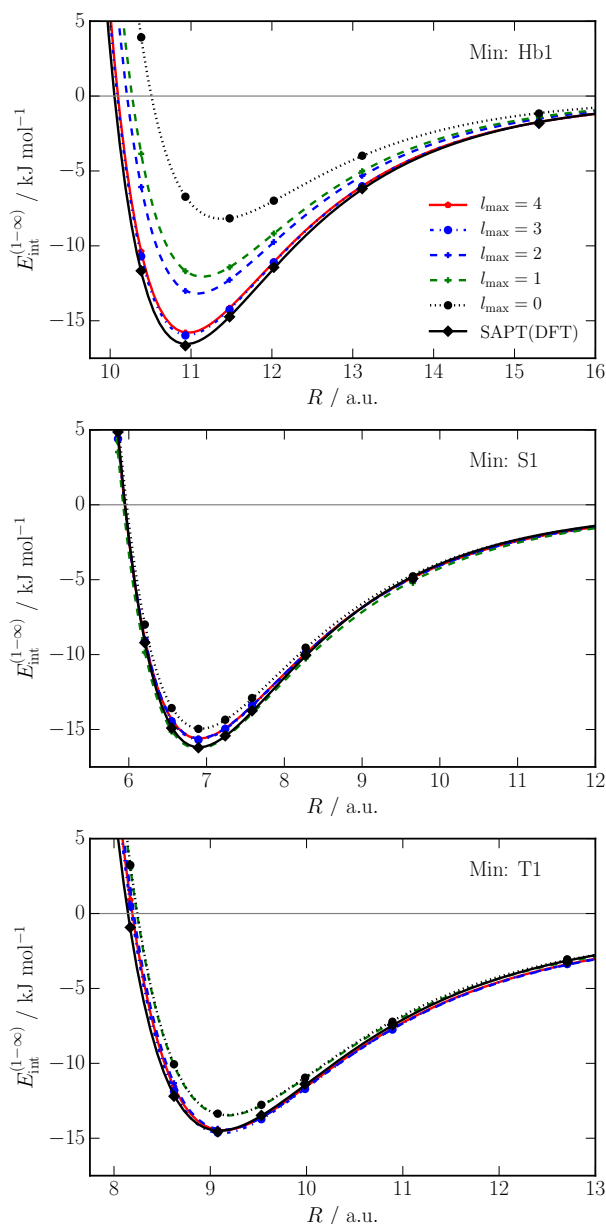 Min: Hb1
5
0
−5
−10
−15
E_int^(1−∞) / kJ mol⁻¹
l_max = 4
l_max = 3
l_max = 2
l_max = 1
l_max = 0
SAPT(DFT)
10 11 12 13 14 15 16
R / a.u.
Min: S1
5
0
−5
−10
−15
E_int^(1−∞) / kJ mol⁻¹
6 7 8 9 10 11 12
R / a.u.
Min: T1
5
0
−5
−10
−15
E_int^(1−∞) / kJ mol⁻¹
8 9 10 11 12 13
R / a.u.